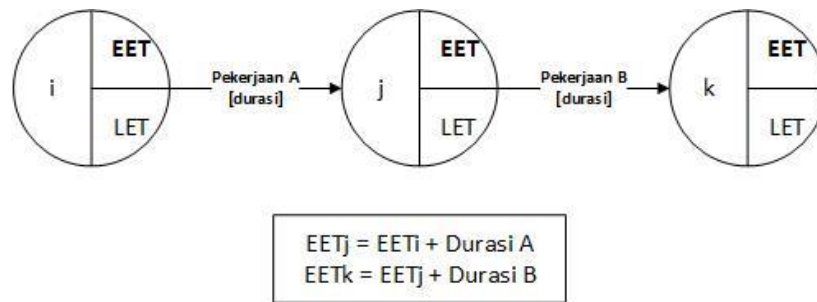 EET
i
LET
Pekerjaan A
[durasi]
EET
j
LET
Pekerjaan B
[durasi]
EET
k
LET
EETj = EETi + Durasi A
EETk = EETj + Durasi B